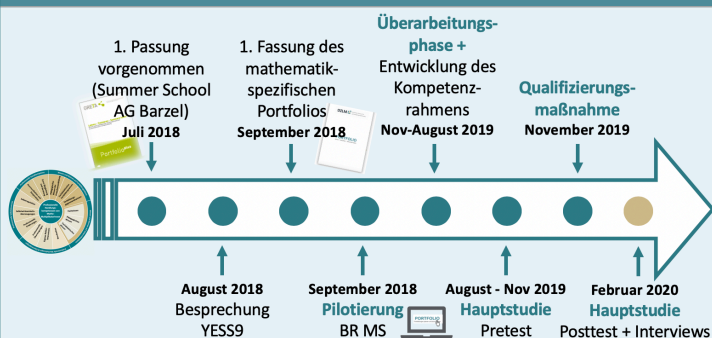 1. Passung
vorgenommen
(Summer School
AG Barzel)
Juli 2018
1. Fassung des
mathematik-
spezifischen
Portfolios
September 2018
Überarbeitungs-
phase +
Entwicklung des
Kompetenz-
rahmens
Nov-August 2019
Qualifizierungs-
maßnahme
November 2019
August 2018
Besprechung
YESS9
September 2018
Pilotierung
BR MS
PORTFOLIO
August - Nov 2019
Hauptstudie
Pretest
Februar 2020
Hauptstudie
Posttest + Interviews
GRETA
Portfolioplus